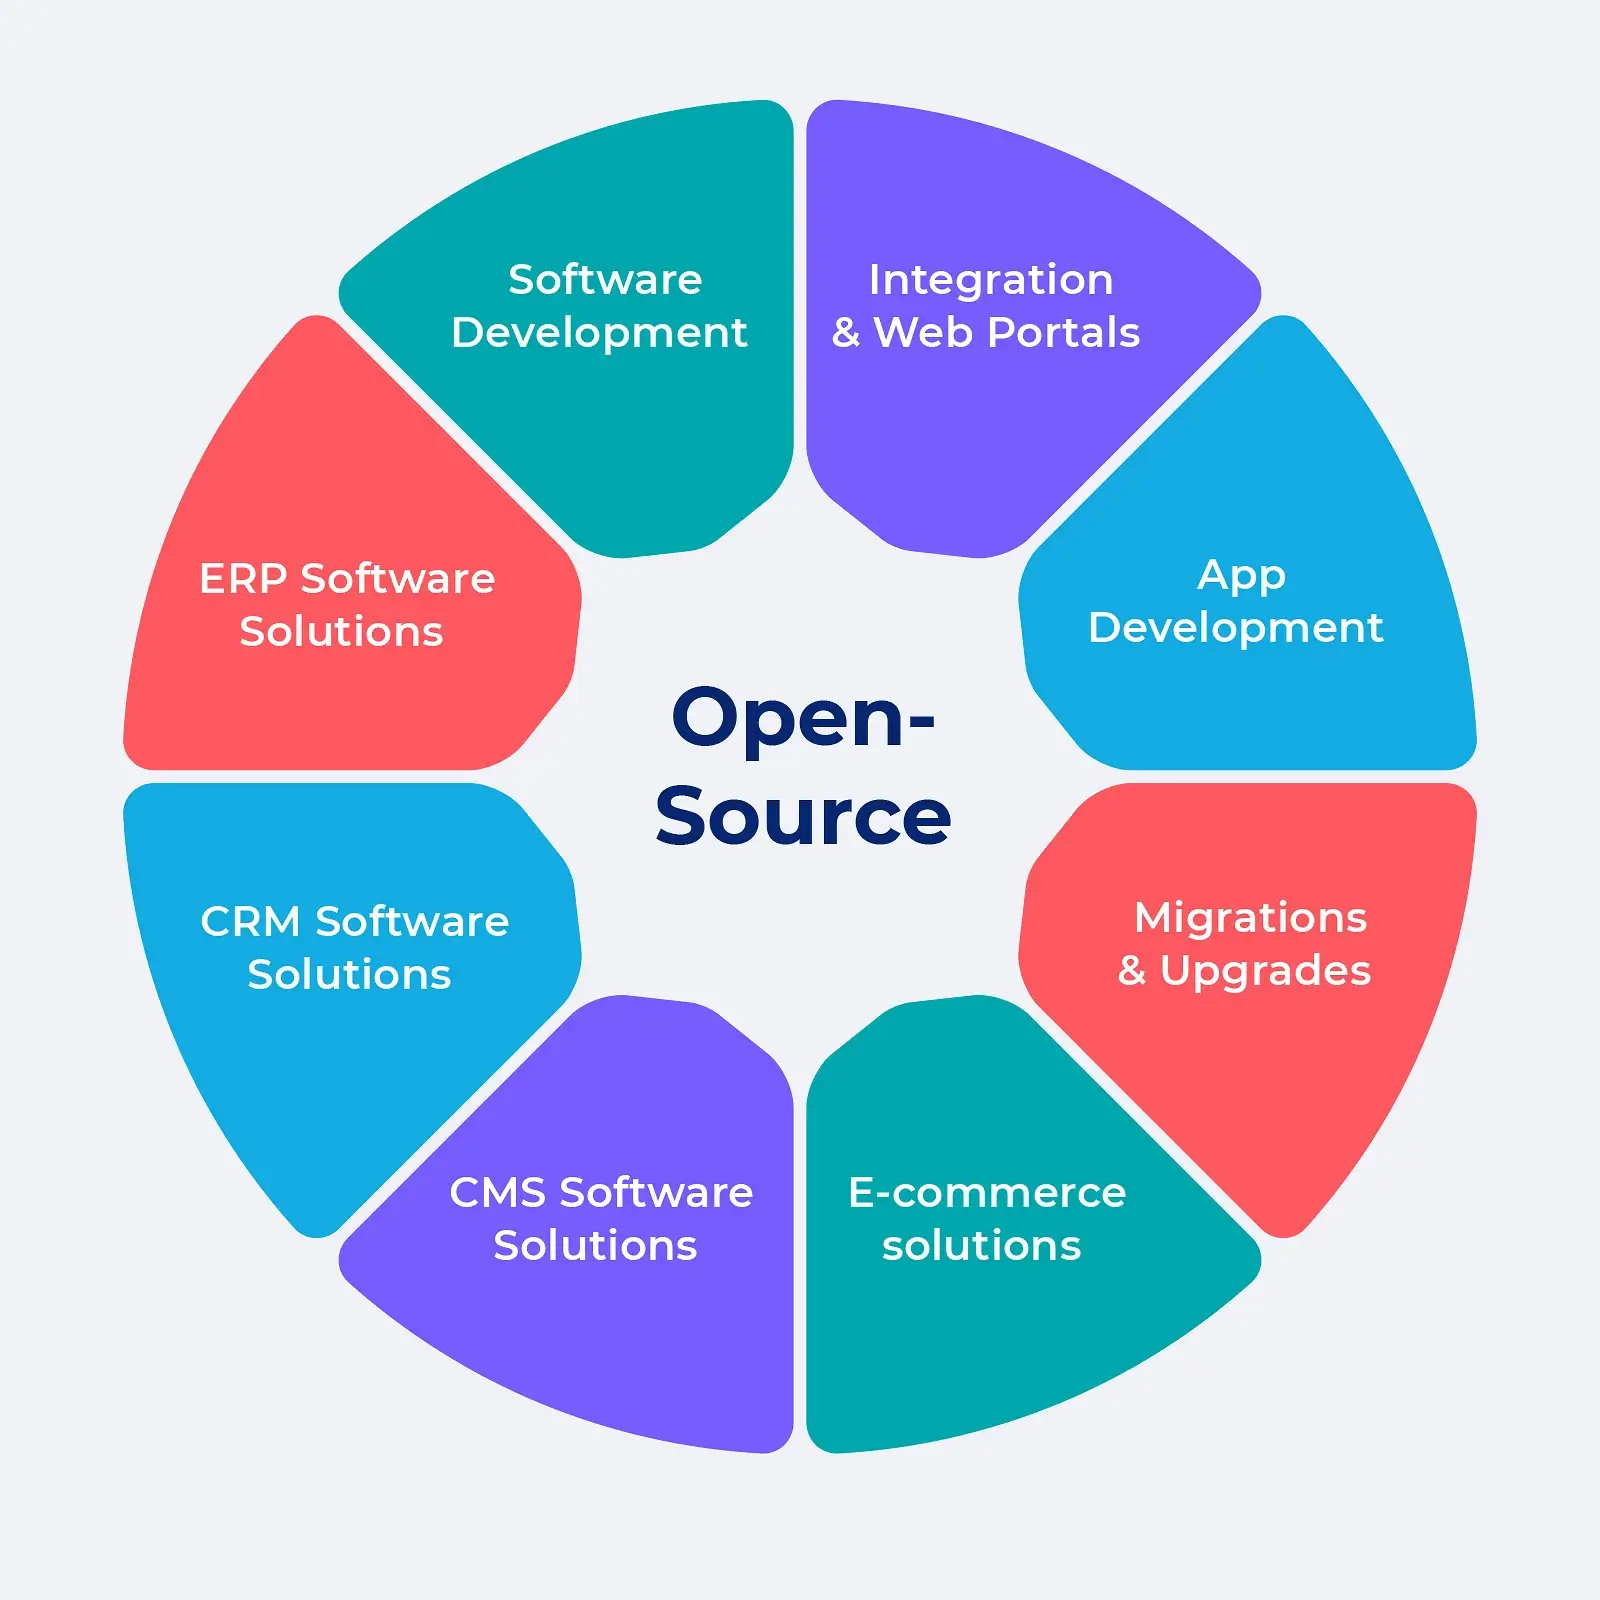 Software
Development
Integration
& Web Portals
ERP Software
Solutions
App
Development
Open-
Source
CRM Software
Solutions
Migrations
& Upgrades
CMS Software
Solutions
E-commerce
solutions